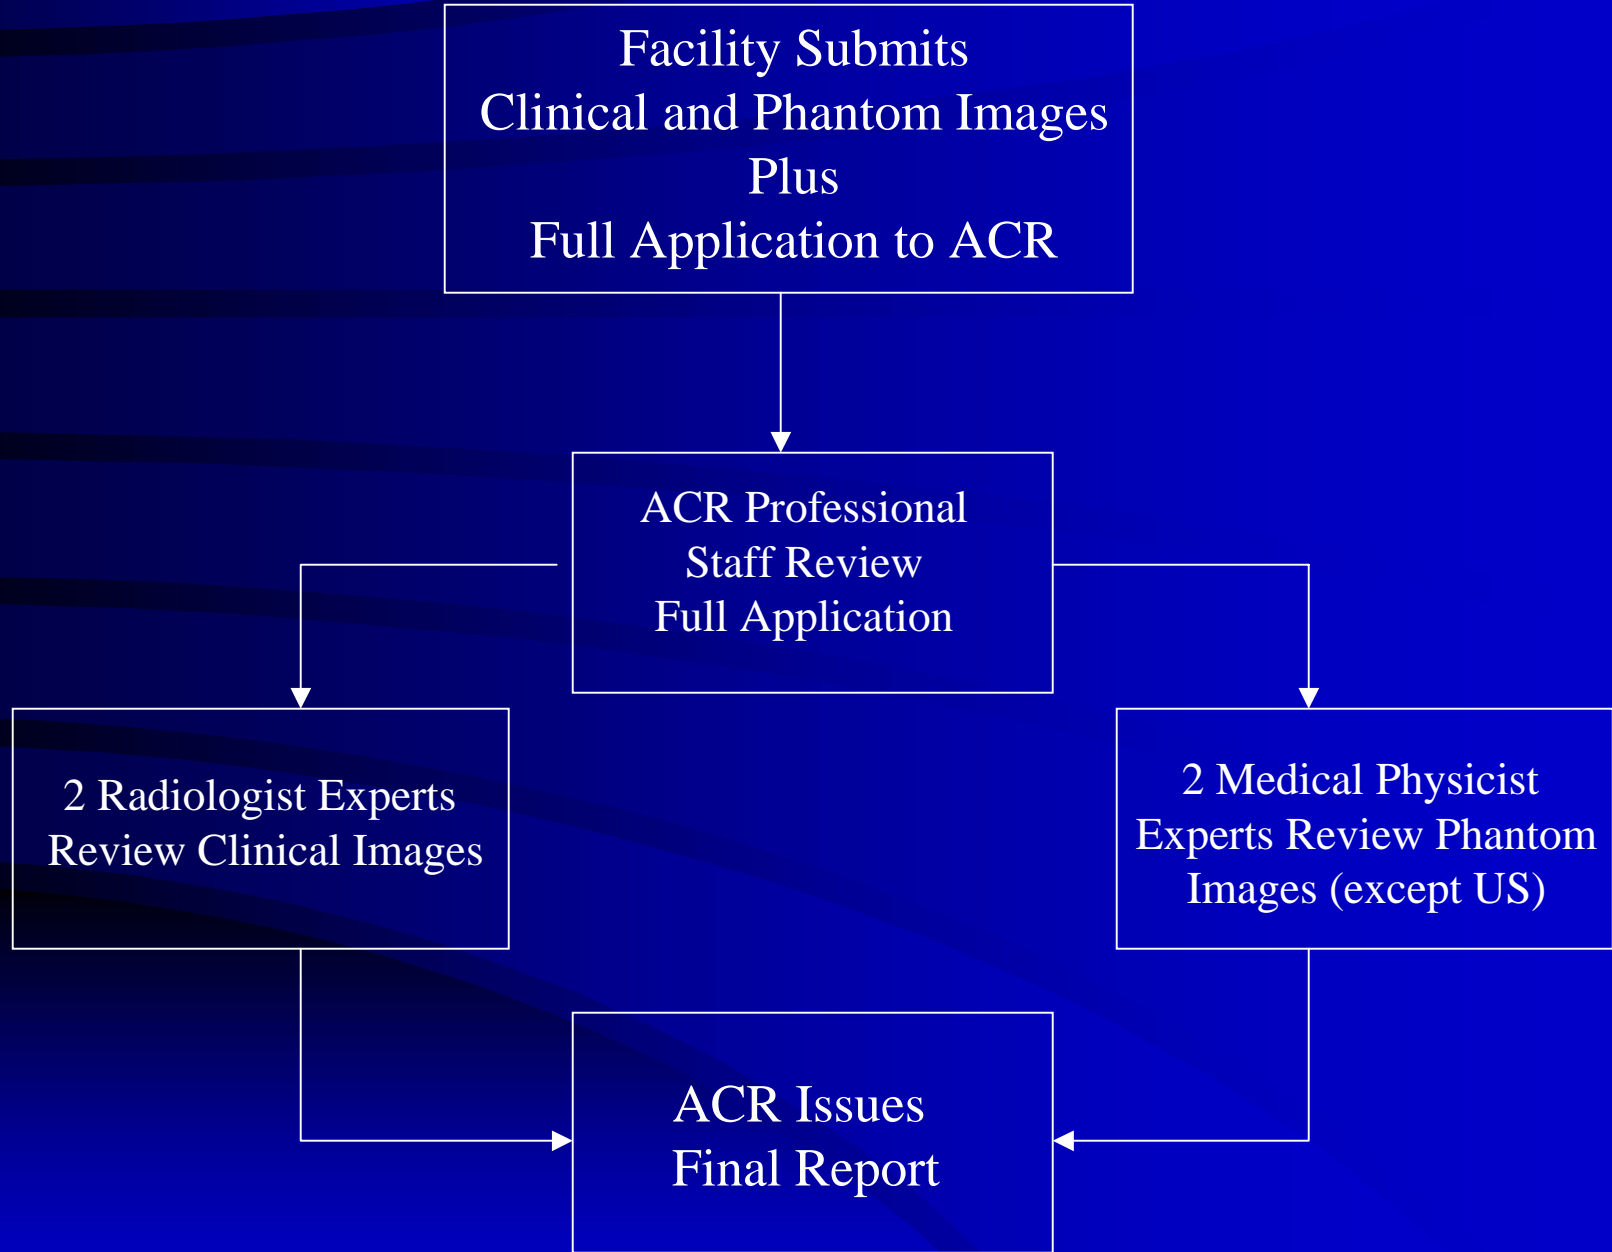 Facility Submits
Clinical and Phantom Images
Plus
Full Application to ACR
ACR Professional
Staff Review
Full Application
2 Radiologist Experts
Review Clinical Images
2 Medical Physicist
Experts Review Phantom
Images (except US)
ACR Issues
Final Report